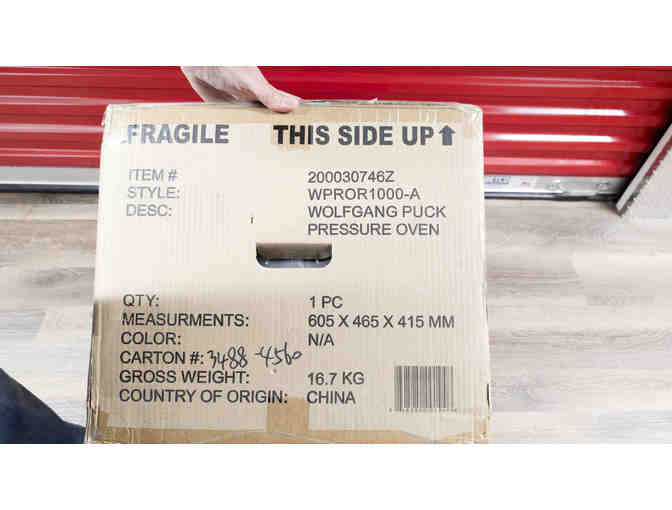 FRAGILE THIS SIDE UP
ITEM # 200030746Z
STYLE: WPROR1000-A
DESC: WOLFGANG PUCK
PRESSURE OVEN
QTY: 1 PC
MEASURMENTS: 605 X 465 X 415 MM
COLOR: N/A
CARTON #: 3488-4560
GROSS WEIGHT: 16.7 KG
COUNTRY OF ORIGIN: CHINA